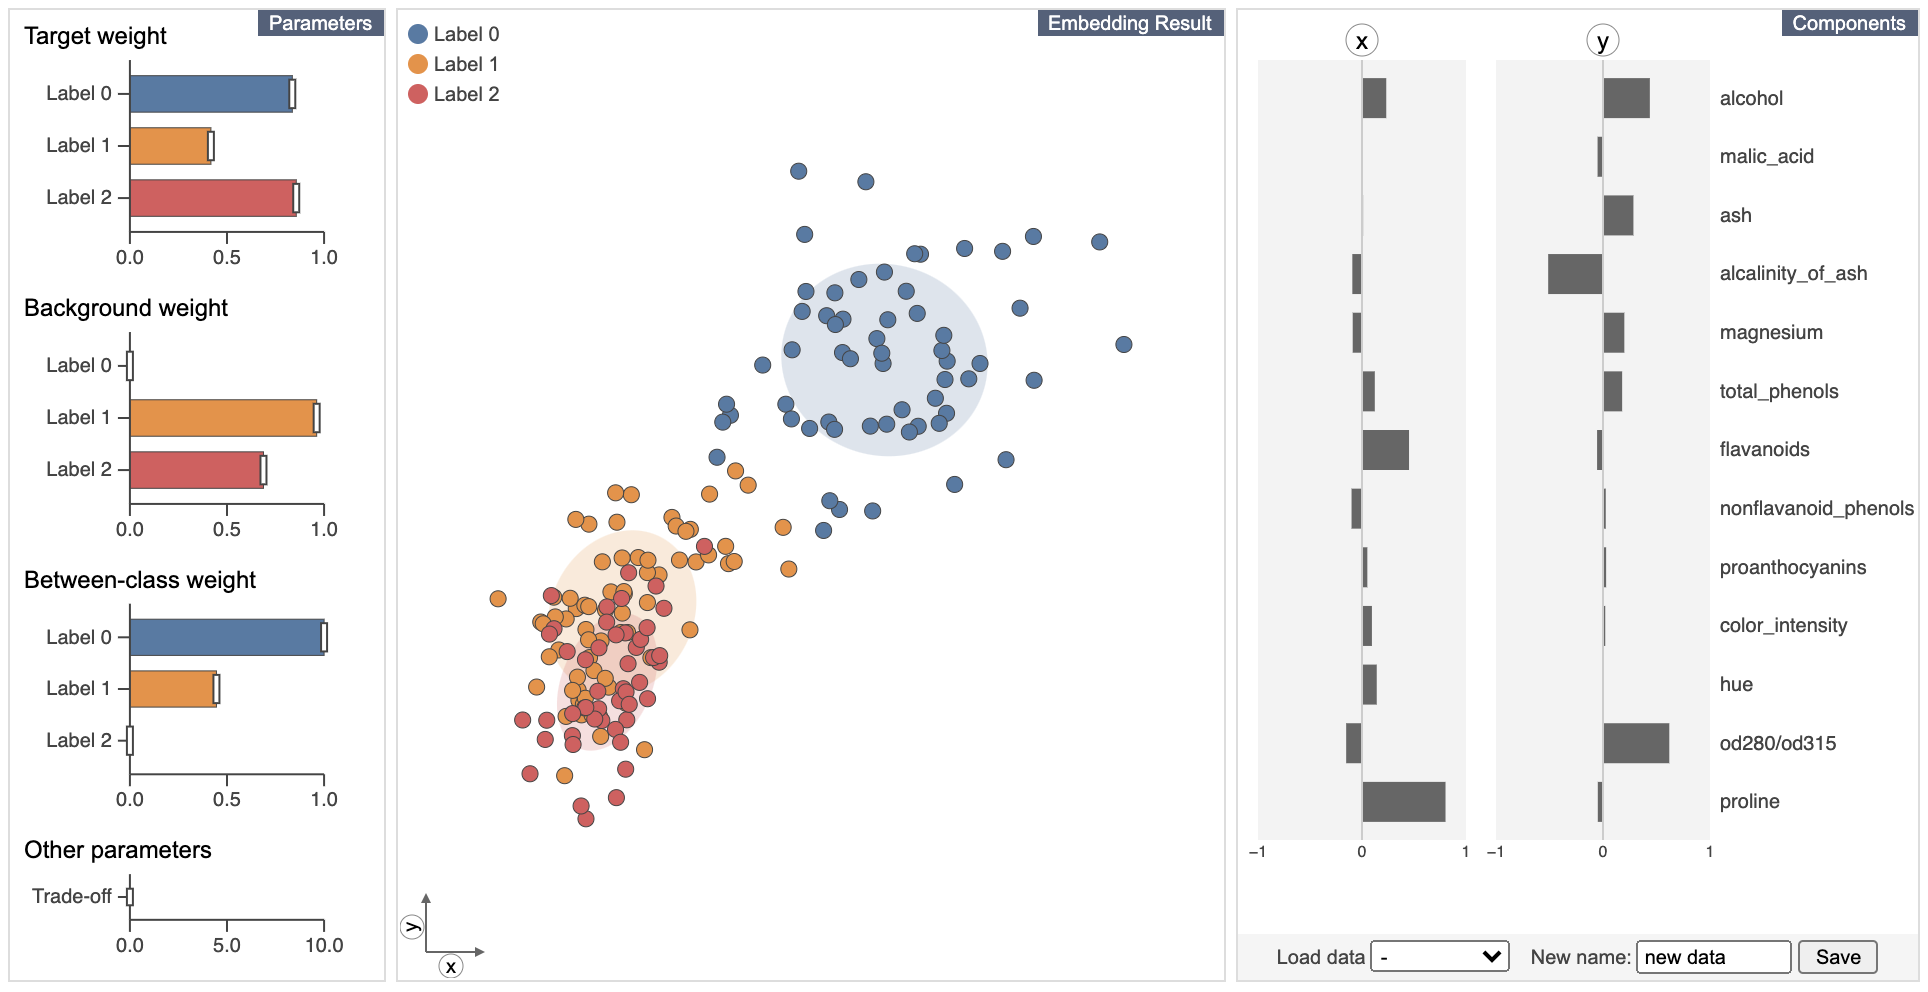 Parameters
Target weight
Label 0
Label 1
Label 2
0.0 0.5 1.0
Background weight
Label 0
Label 1
Label 2
0.0 0.5 1.0
Between-class weight
Label 0
Label 1
Label 2
0.0 0.5 1.0
Other parameters
Trade-off
0.0 5.0 10.0
Embedding Result
Label 0
Label 1
Label 2
y
x
Components
x y
alcohol
malic_acid
ash
alcalinity_of_ash
magnesium
total_phenols
flavanoids
nonflavanoid_phenols
proanthocyanins
color_intensity
hue
od280/od315
proline
−1 0 1 −1 0 1
Load data - New name: new data Save